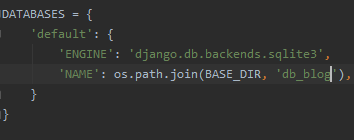 DATABASES = {
    'default': {
        'ENGINE': 'django.db.backends.sqlite3',
        'NAME': os.path.join(BASE_DIR, 'db_blog'),
    }
}